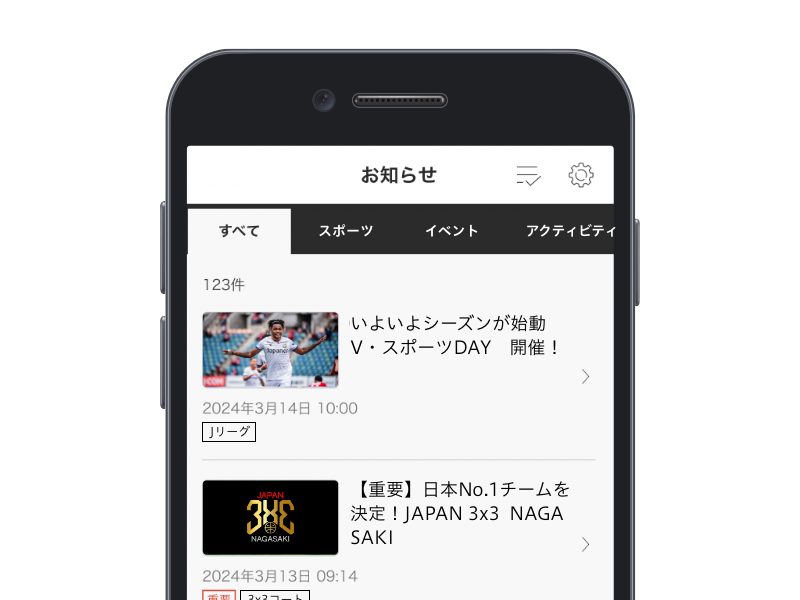 お知らせ
すべて スポーツ イベント アクティビティ
123件
いよいよシーズンが始動
V・スポーツDAY 開催！
Japanet
2024年3月14日 10:00
Jリーグ
【重要】日本No.1チームを
決定！JAPAN 3x3 NAGA
SAKI
JAPAN
3X3
NAGASAKI
2024年3月13日 09:14
重要 3x3コート